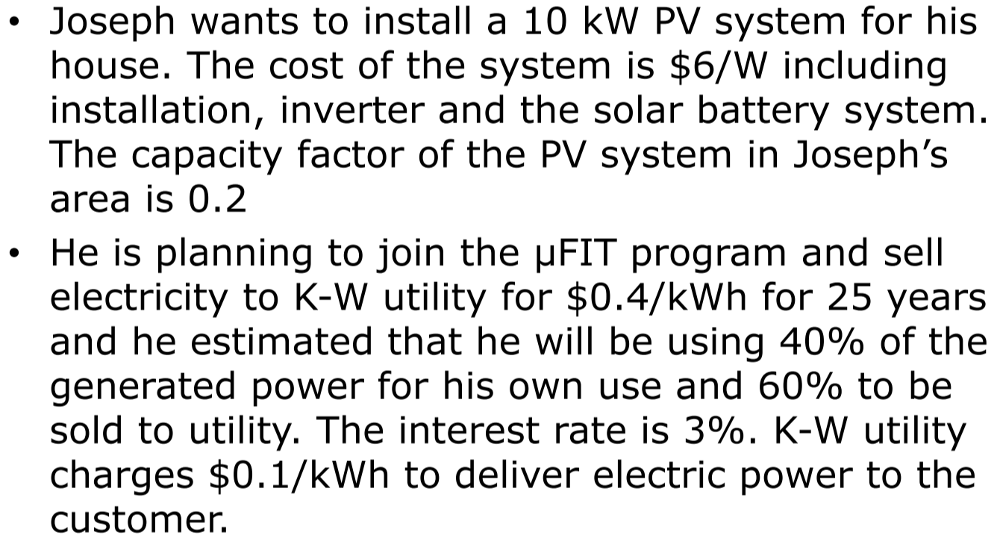 • Joseph wants to install a 10 kW PV system for his
house. The cost of the system is $6/W including
installation, inverter and the solar battery system.
The capacity factor of the PV system in Joseph’s
area is 0.2
• He is planning to join the µFIT program and sell
electricity to K-W utility for $0.4/kWh for 25 years
and he estimated that he will be using 40% of the
generated power for his own use and 60% to be
sold to utility. The interest rate is 3%. K-W utility
charges $0.1/kWh to deliver electric power to the
customer.